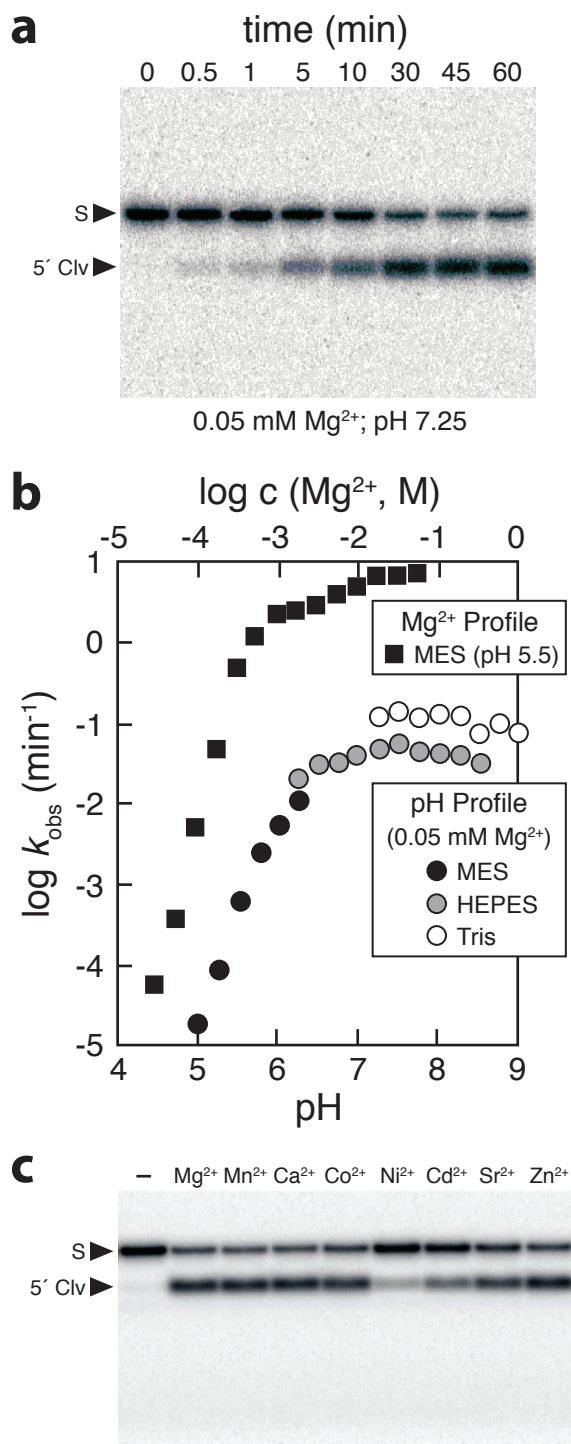 a
time (min)
0 0.5 1 5 10 30 45 60
S
5´ Clv
0.05 mM Mg²⁺; pH 7.25
b
log c (Mg²⁺, M)
-5 -4 -3 -2 -1 0
1
0
-1
-2
-3
-4
-5
log kobs (min⁻¹)
Mg²⁺ Profile
MES (pH 5.5)
pH Profile
(0.05 mM Mg²⁺)
MES
HEPES
Tris
4 5 6 7 8 9
pH
c
– Mg²⁺ Mn²⁺ Ca²⁺ Co²⁺ Ni²⁺ Cd²⁺ Sr²⁺ Zn²⁺
S
5´ Clv